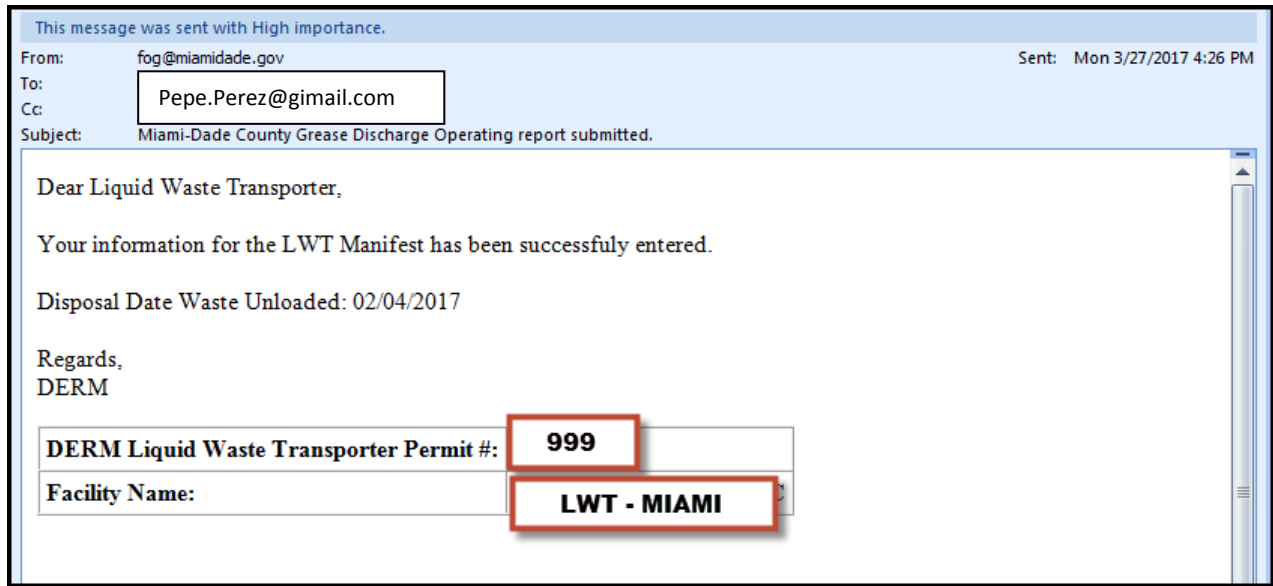 This message was sent with High importance.
From: fog@miamidade.gov Sent: Mon 3/27/2017 4:26 PM
To: Pepe.Perez@gimail.com
Cc:
Subject: Miami-Dade County Grease Discharge Operating report submitted.
Dear Liquid Waste Transporter,
Your information for the LWT Manifest has been successfuly entered.
Disposal Date Waste Unloaded: 02/04/2017
Regards,
DERM
DERM Liquid Waste Transporter Permit #: 999
Facility Name: LWT - MIAMI